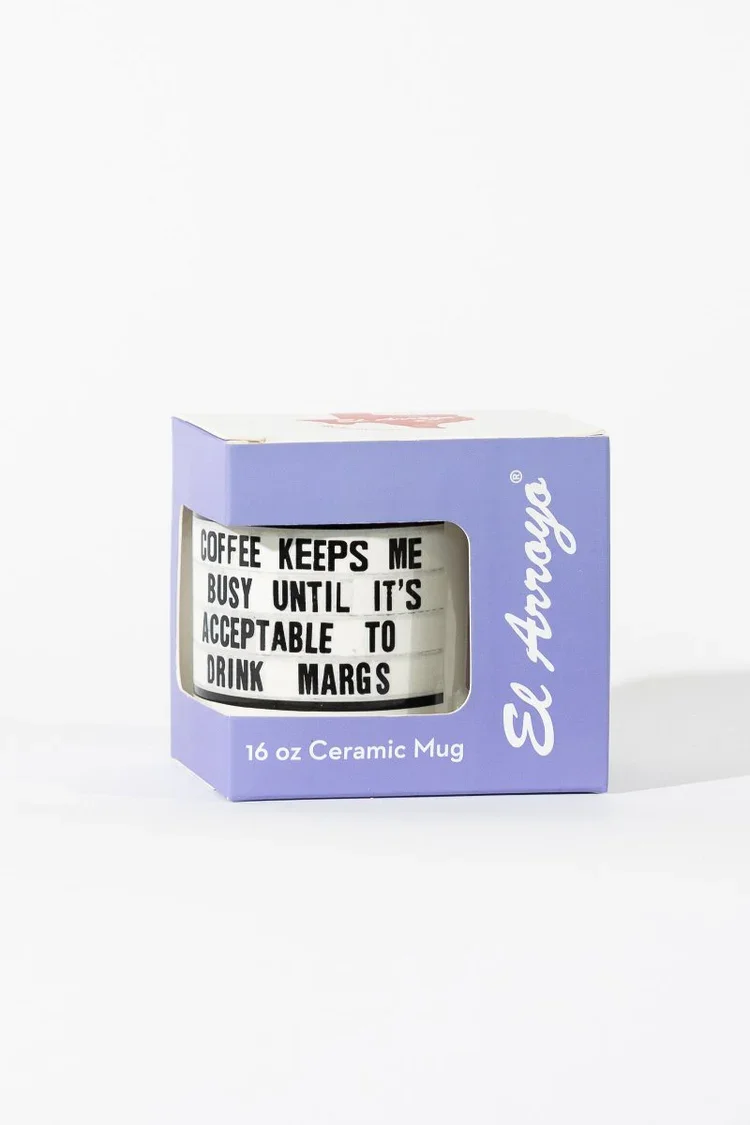 COFFEE KEEPS ME
BUSY UNTIL IT'S
ACCEPTABLE TO
DRINK MARGS
16 oz Ceramic Mug
El Arroyo®